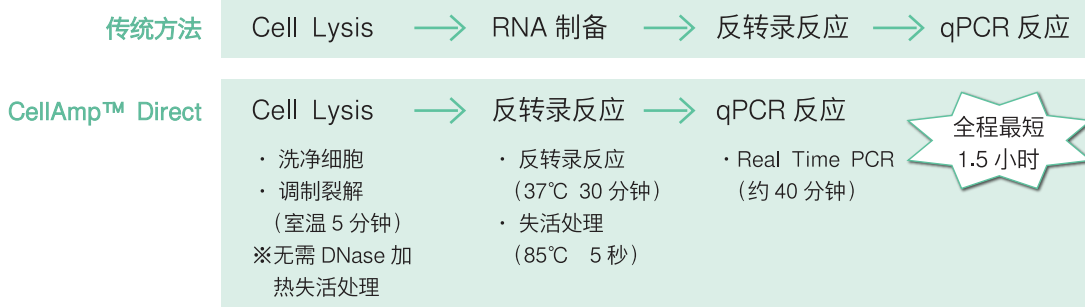 传统方法 Cell Lysis → RNA 制备 → 反转录反应 → qPCR 反应
CellAmp™ Direct Cell Lysis → 反转录反应 → qPCR 反应
全程最短
1.5 小时
· 洗净细胞
· 调制裂解
（室温 5 分钟）
※无需 DNase 加
热失活处理
· 反转录反应
（37℃ 30 分钟）
· 失活处理
（85℃ 5 秒）
· Real Time PCR
（约 40 分钟）